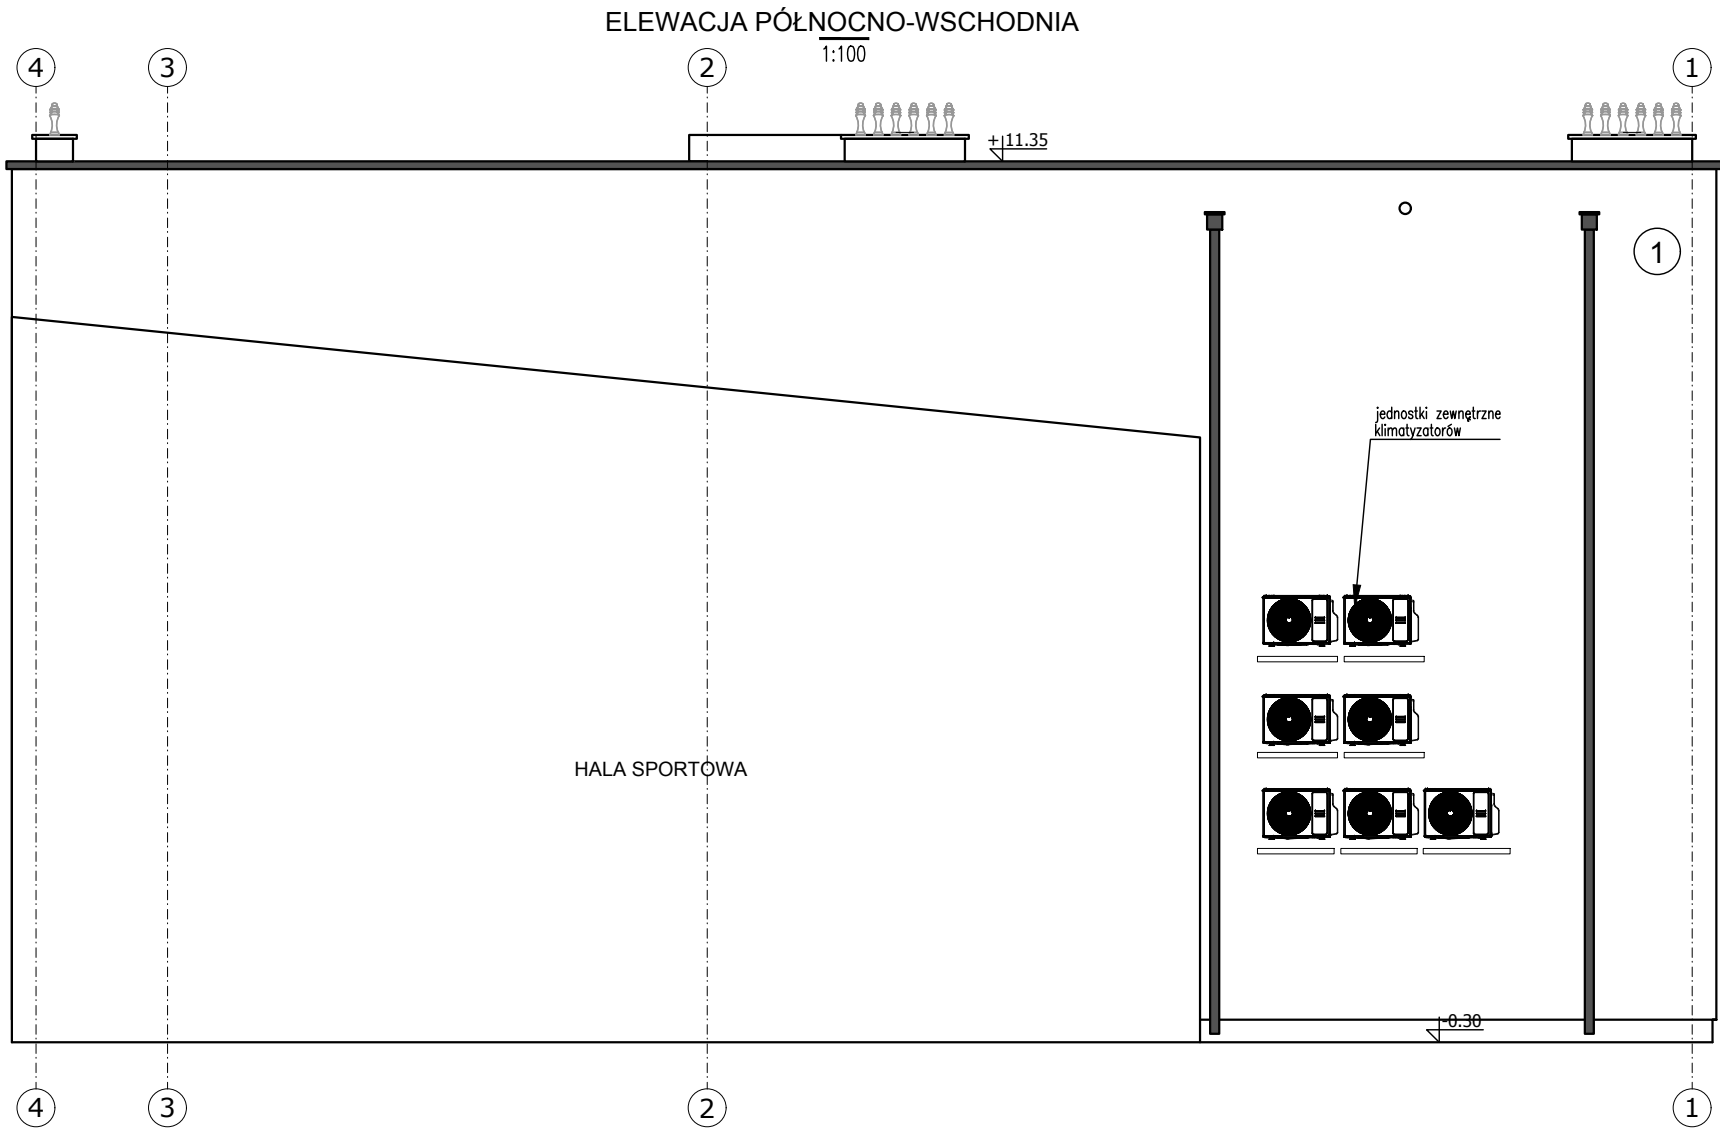 ELEWACJA PÓŁNOCNO-WSCHODNIA
1:100
4 3 2 1
+11.35
1
jednostki zewnętrzne
klimatyzatorów
HALA SPORTOWA
-0.30
4 3 2 1